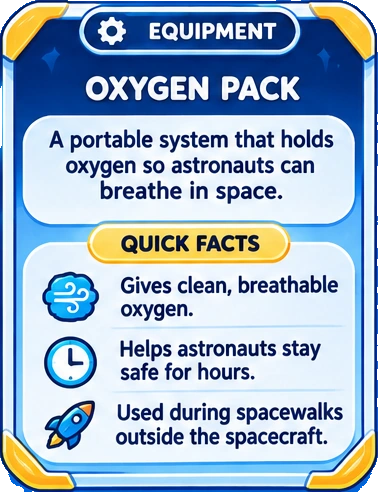 EQUIPMENT
OXYGEN PACK
A portable system that holds
oxygen so astronauts can
breathe in space.
QUICK FACTS
Gives clean, breathable
oxygen.
Helps astronauts stay
safe for hours.
Used during spacewalks
outside the spacecraft.